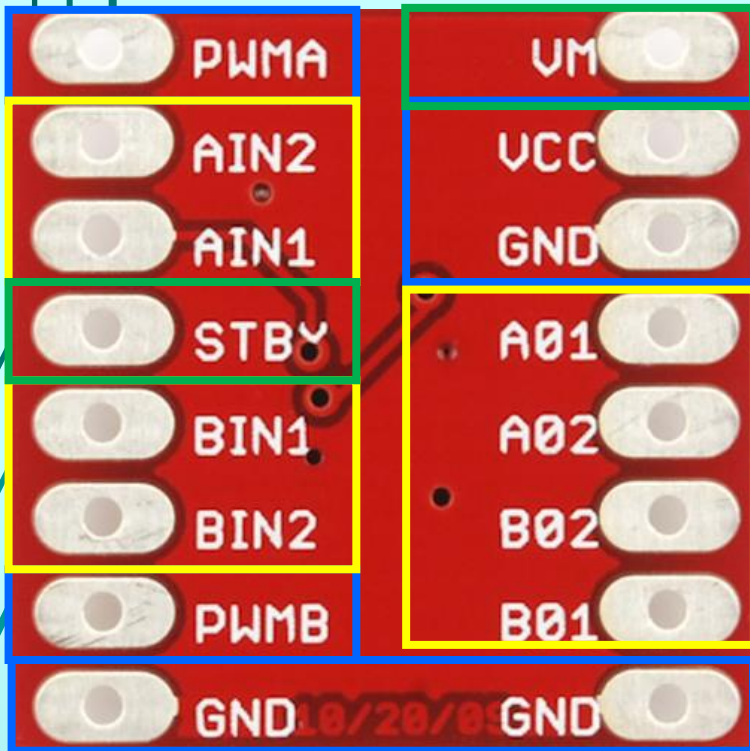 PWMA VM
AIN2 VCC
AIN1 GND
STBY A01
BIN1 A02
BIN2 B02
PWMB B01
GND 10/20/09 GND